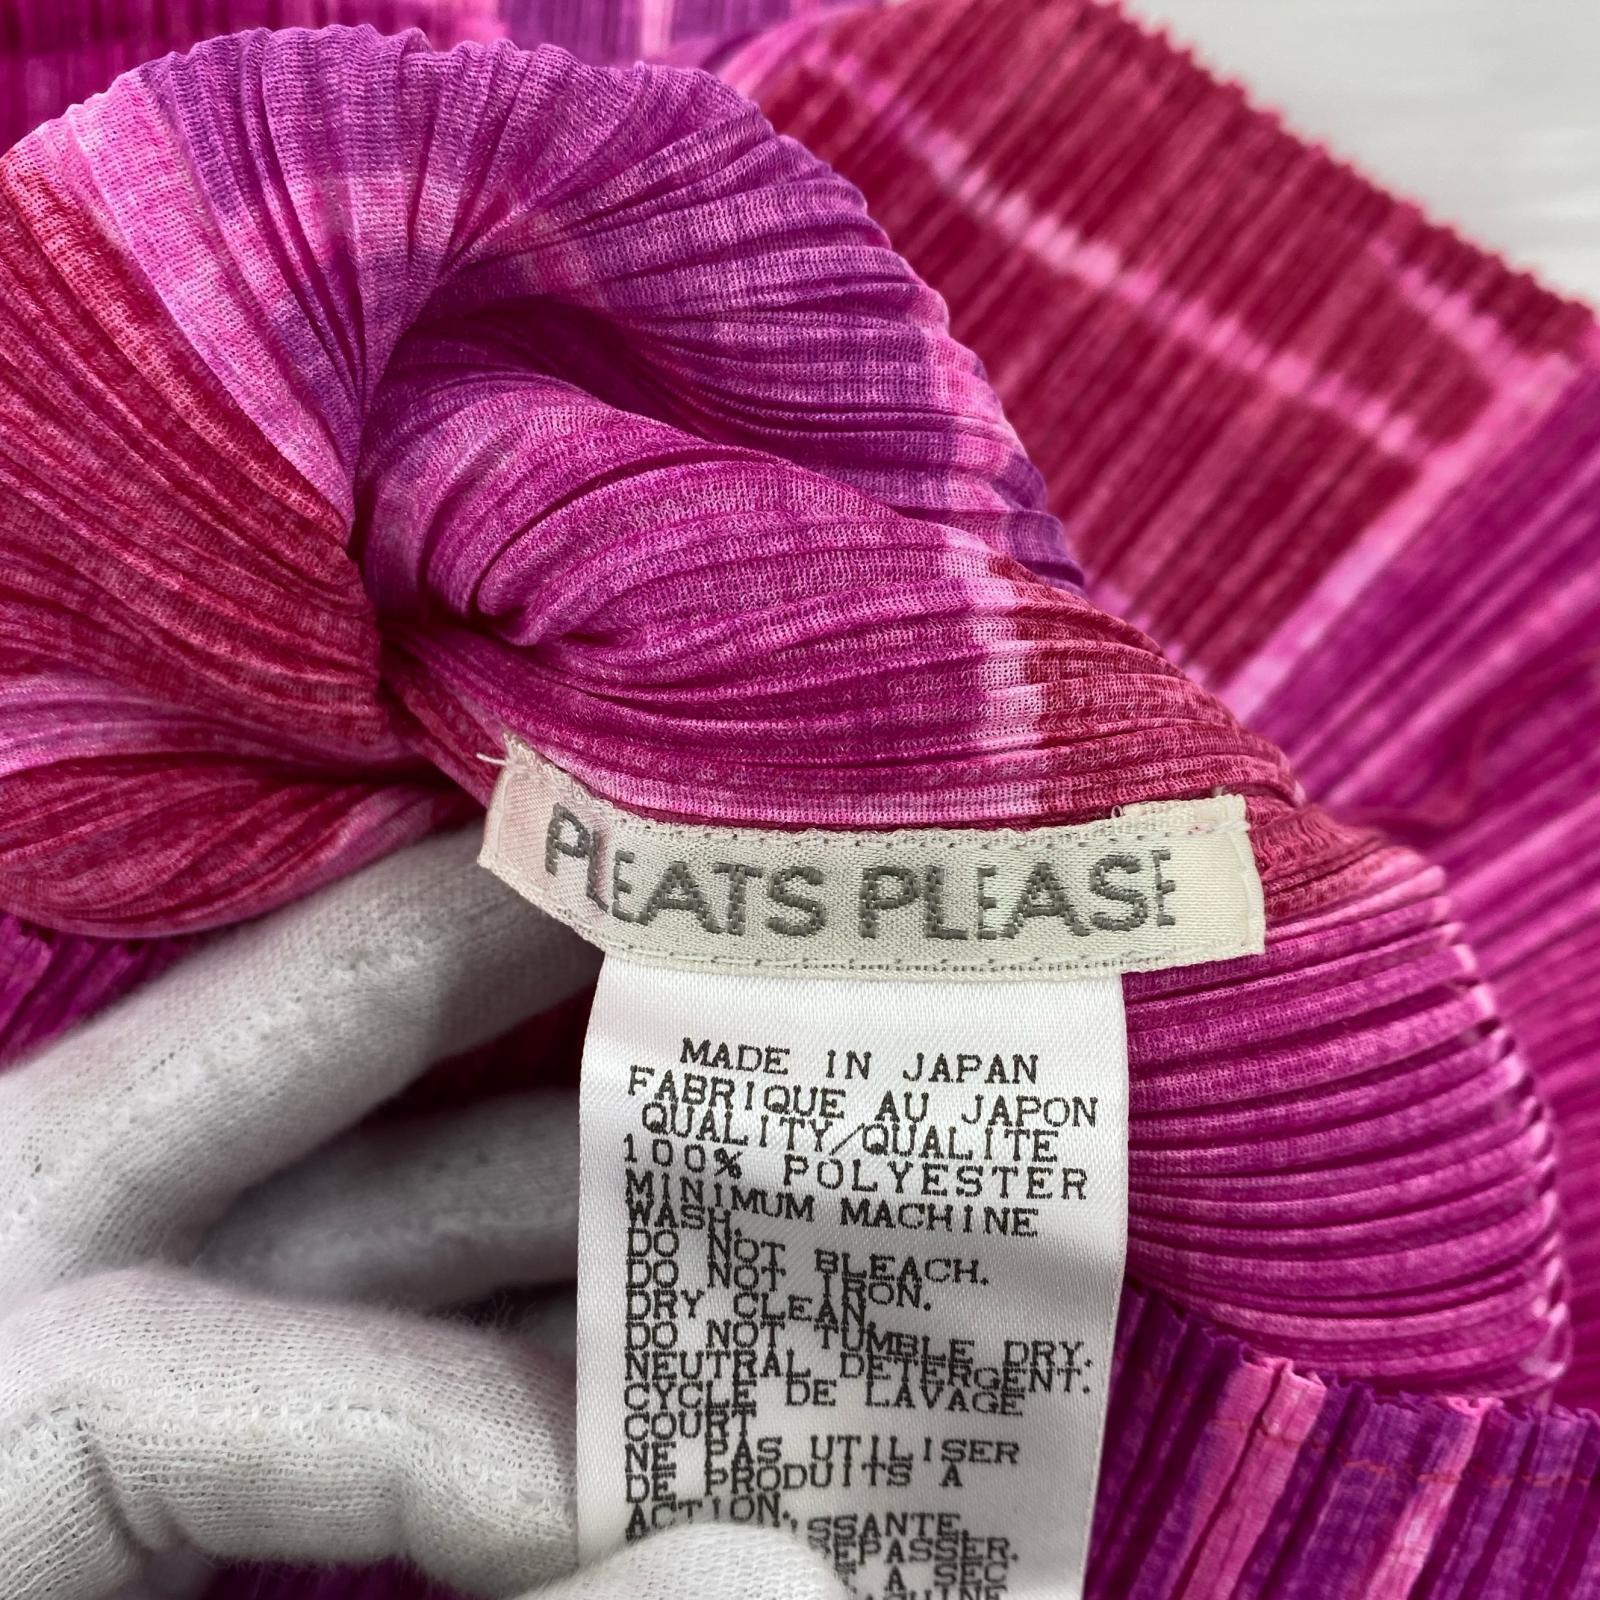 PLEATS PLEASE
MADE IN JAPAN
FABRIQUE AU JAPON
QUALITY/QUALITE
100% POLYESTER
MINIMUM MACHINE
WASH.
DO NOT BLEACH.
DO NOT IRON.
DRY CLEAN.
DO NOT TUMBLE DRY.
NEUTRAL DETERGENT.
CYCLE DE LAVAGE
COURT
NE PAS UTILISER
DE PRODUITS A
ACTION.
A SEC